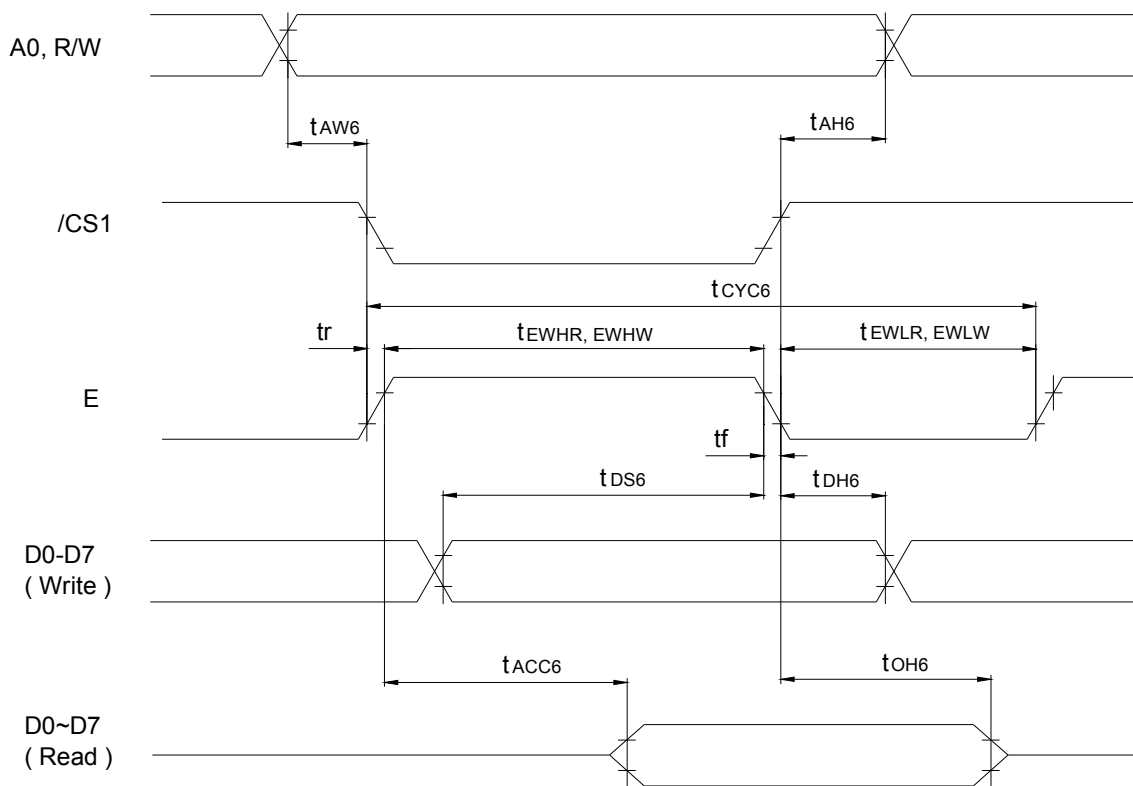 A0, R/W
tAW6
tAH6
/CS1
tCYC6
tr
tEWHR, EWHW
tEWLR, EWLW
E
tf
tDS6
tDH6
D0-D7
( Write )
tACC6
tOH6
D0~D7
( Read )